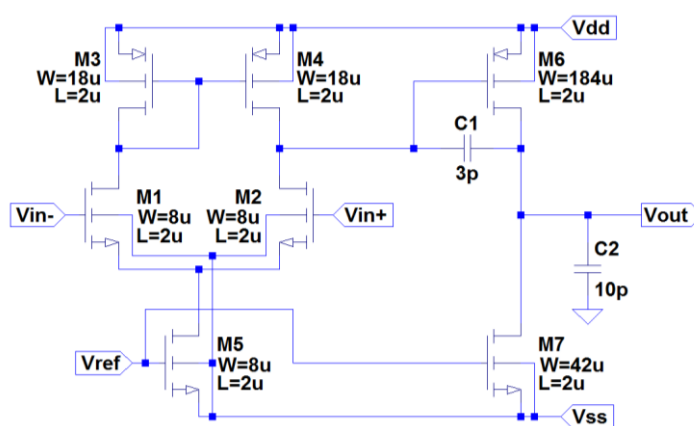 Vdd
M3
W=18u
L=2u
M4
W=18u
L=2u
M6
W=184u
L=2u
C1
3p
Vin-
M1
W=8u
L=2u
M2
W=8u
L=2u
Vin+
Vout
C2
10p
Vref
M5
W=8u
L=2u
M7
W=42u
L=2u
Vss